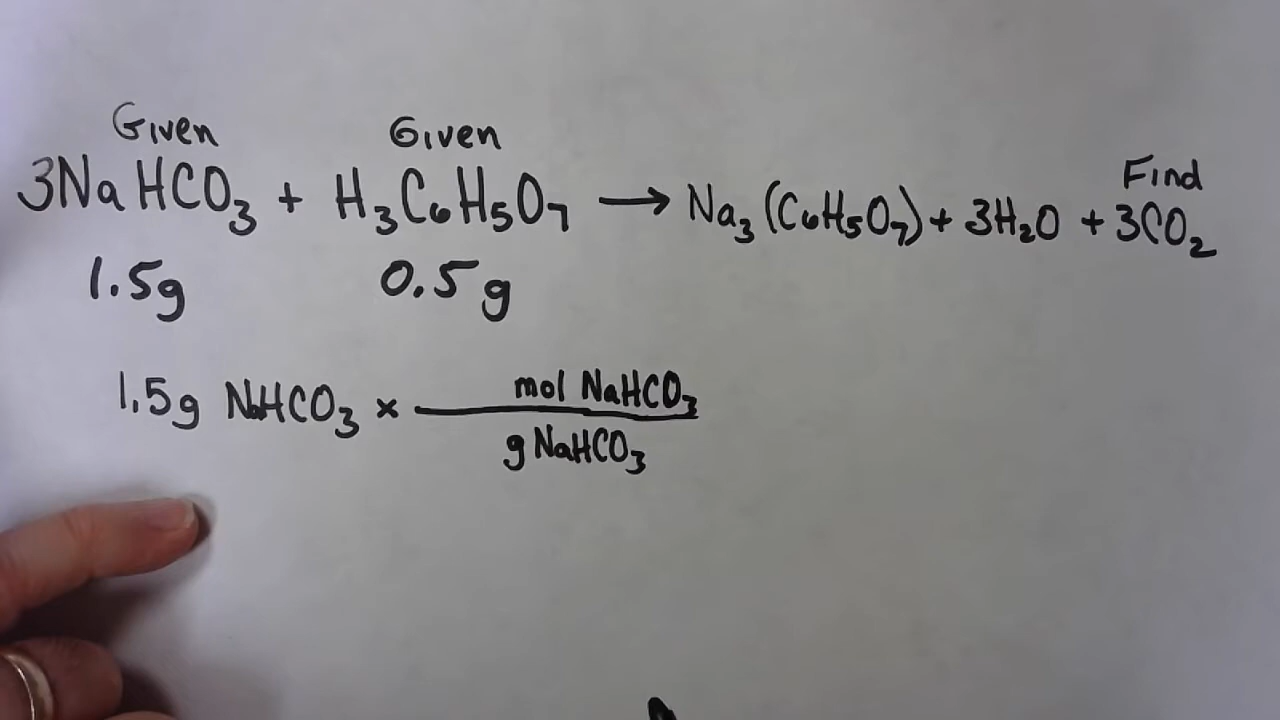 Given Given Find
3NaHCO₃ + H₃C₆H₅O₇ → Na₃(C₆H₅O₇) + 3H₂O + 3CO₂
1.5g 0.5g
1.5g NaHCO₃ × mol NaHCO₃
g NaHCO₃